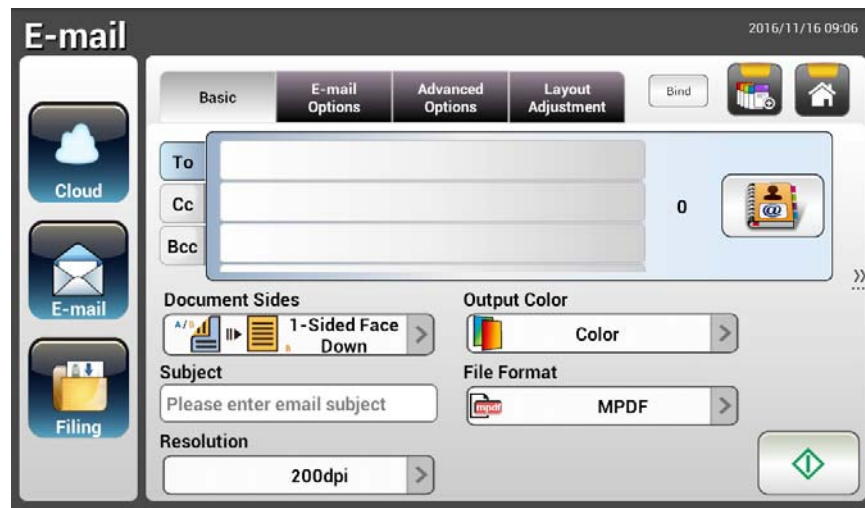 E-mail
2016/11/16 09:06
Basic
E-mail
Options
Advanced
Options
Layout
Adjustment
Bind
Cloud
E-mail
Filing
To
Cc
Bcc
0
@
Document Sides
A/B
1-Sided Face
Down
Output Color
Color
Subject
Please enter email subject
File Format
mpdf
MPDF
Resolution
200dpi